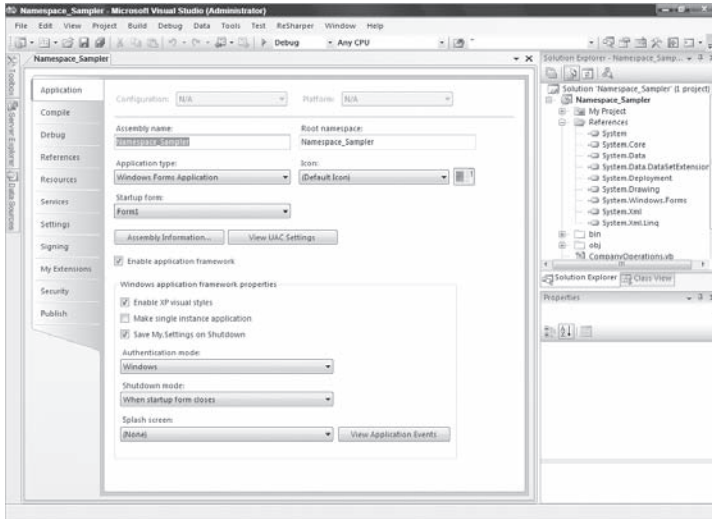 Namespace_Sampler - Microsoft Visual Studio (Administrator)
File Edit View Project Build Debug Data Tools Test ReSharper Window Help
Debug
Any CPU
Toolbox
Server Explorer
Data Sources
Namespace_Sampler
Application
Compile
Debug
References
Resources
Services
Settings
Signing
My Extensions
Security
Publish
Configuration: N/A
Platform: N/A
Assembly name:
Namespace_Sampler
Root namespace:
Namespace_Sampler
Application type:
Windows Forms Application
Icon:
(Default Icon)
Startup form:
Form1
Assembly Information...
View UAC Settings
Enable application framework
Windows application framework properties
Enable XP visual styles
Make single instance application
Save My.Settings on Shutdown
Authentication mode:
Windows
Shutdown mode:
When startup form closes
Splash screen:
(None)
View Application Events
Solution Explorer - Namespace_Samp...
Solution 'Namespace_Sampler' (1 project)
Namespace_Sampler
My Project
References
System
System.Core
System.Data
System.Data.DataSetExtension
System.Deployment
System.Drawing
System.Windows.Forms
System.Xml
System.Xml.Linq
bin
obj
CompanyOperations.vb
Solution Explorer
Class View
Properties